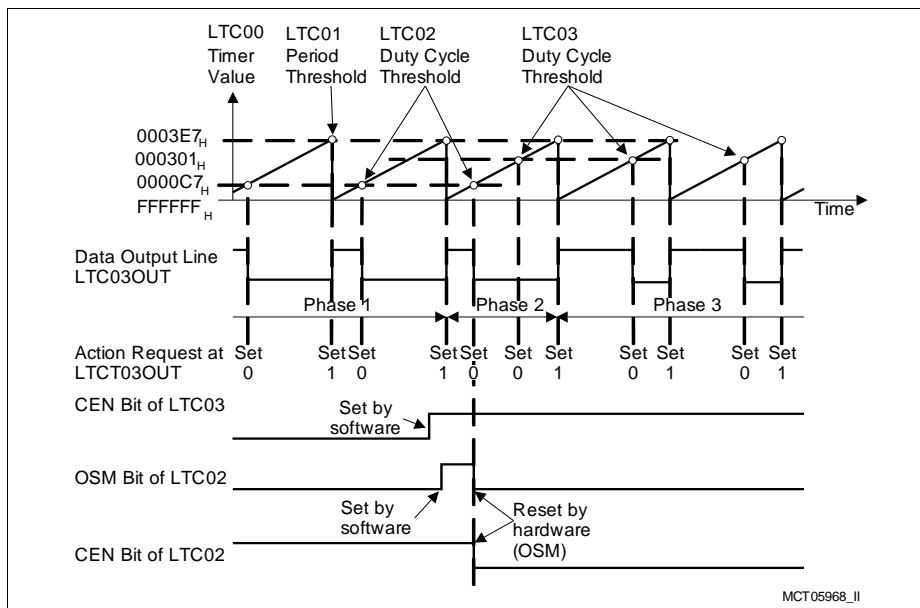 LTC00 Timer Value
LTC01 Period Threshold
LTC02 Duty Cycle Threshold
LTC03 Duty Cycle Threshold
0003E7H
000301H
0000C7H
FFFFFFH
Time
Data Output Line
LTC03OUT
Phase 1
Phase 2
Phase 3
Action Request at
LTCT03OUT
Set Set Set Set Set Set Set Set Set Set Set
0 1 0 1 0 0 1 0 1 0 1
CEN Bit of LTC03
Set by
software
OSM Bit of LTC02
Set by
software
Reset by
hardware
(OSM)
CEN Bit of LTC02
MCT05968_II